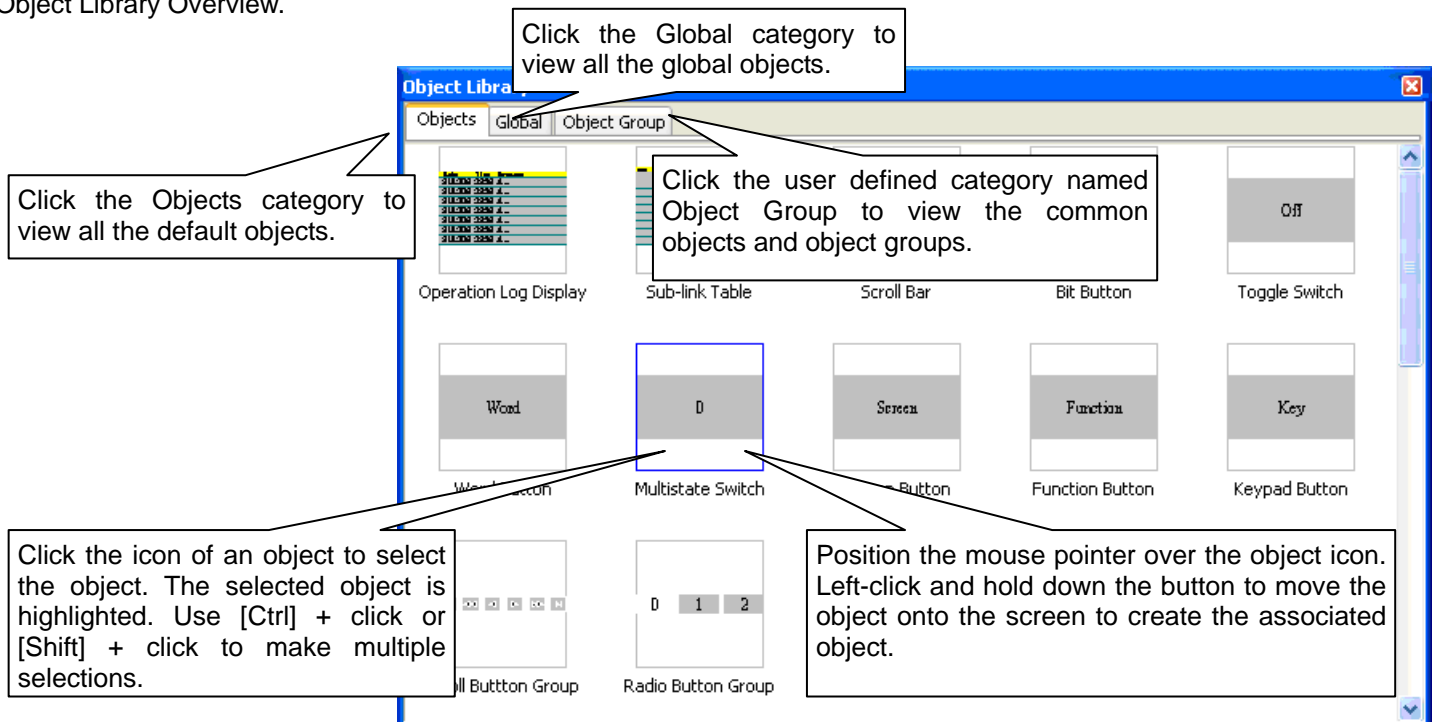 Object Library Overview.
Click the Global category to
view all the global objects.
Object Library
Objects Global Object Group
Click the Objects category to
view all the default objects.
Click the user defined category named
Object Group to view the common
objects and object groups.
Off
Operation Log Display Sub-link Table Scroll Bar Bit Button Toggle Switch
Word D Screen Function Key
Button Multistate Switch Button Function Button Keypad Button
Click the icon of an object to select
the object. The selected object is
highlighted. Use [Ctrl] + click or
[Shift] + click to make multiple
selections.
Position the mouse pointer over the object icon.
Left-click and hold down the button to move the
object onto the screen to create the associated
object.
D 1 2
Buttton Group Radio Button Group